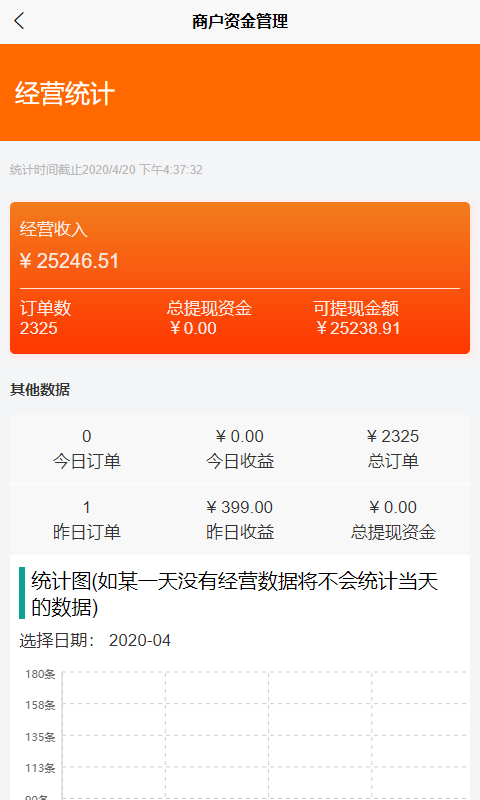 商户资金管理
经营统计
统计时间截止2020/4/20 下午4:37:32
经营收入
¥ 25246.51
订单数 总提现资金 可提现金额
2325 ¥0.00 ¥25238.91
其他数据
0 ¥ 0.00 ¥ 2325
今日订单 今日收益 总订单
1 ¥ 399.00 ¥ 0.00
昨日订单 昨日收益 总提现资金
统计图(如某一天没有经营数据将不会统计当天
的数据)
选择日期： 2020-04
180条
158条
135条
113条
90条